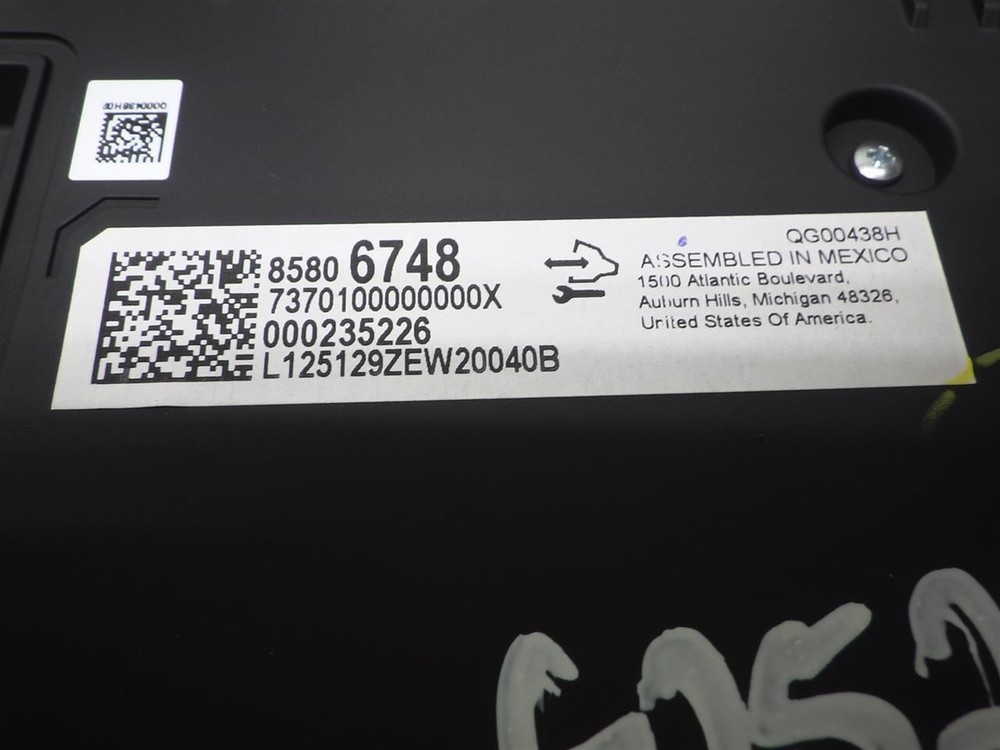 QG00438H00
8580 6748
7370100000000X
000235226
L125129ZEW20040B
QG00438H
ASSEMBLED IN MEXICO
1500 Atlantic Boulevard,
Auburn Hills, Michigan 48326,
United States Of America.